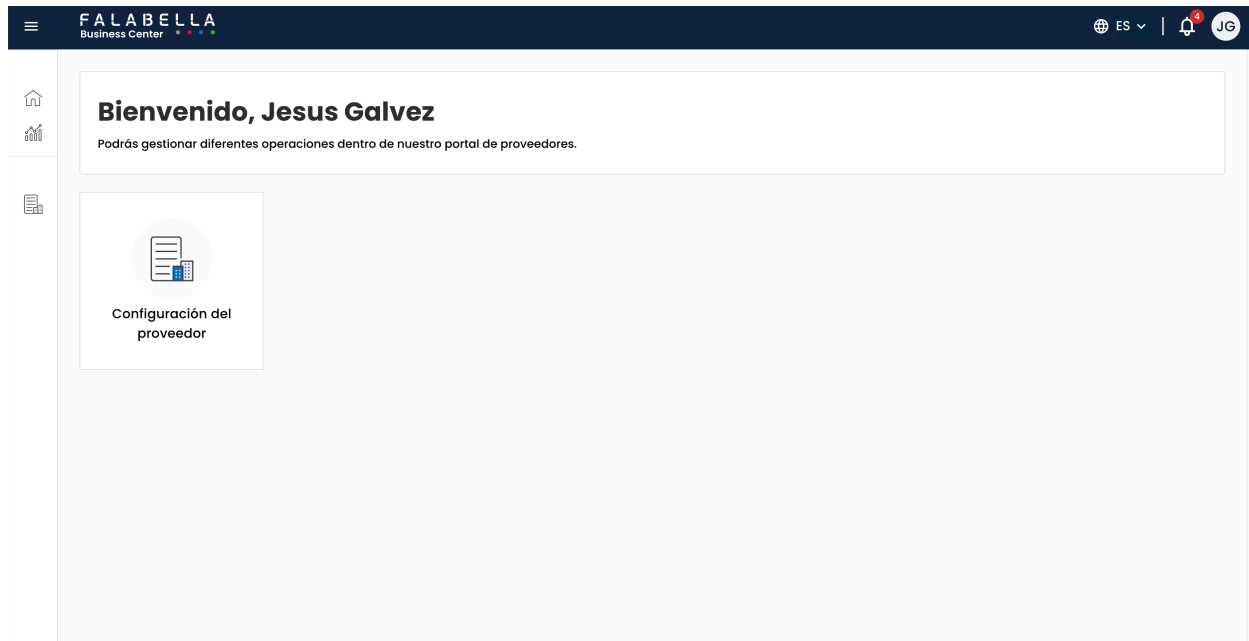 FALABELLA
Business Center
ES
4
JG
Bienvenido, Jesus Galvez
Podrás gestionar diferentes operaciones dentro de nuestro portal de proveedores.
Configuración del
proveedor